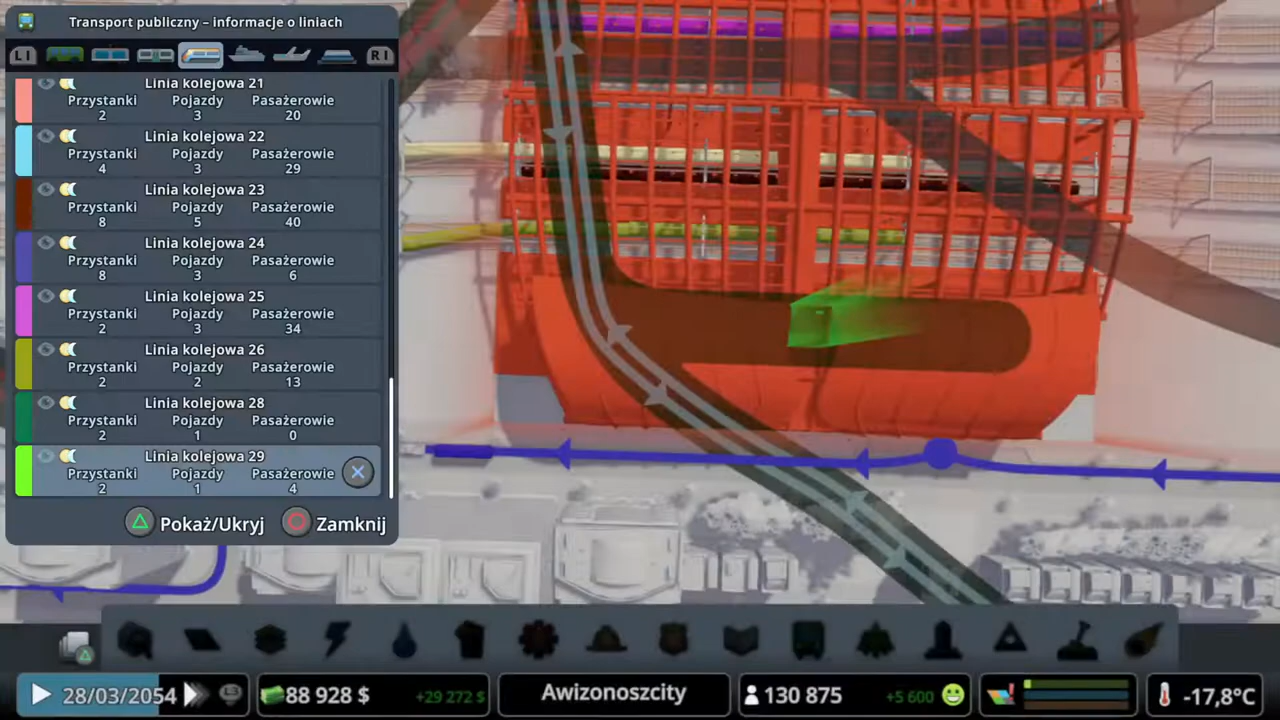 Transport publiczny – informacje o liniach
L1 R1
Linia kolejowa 21
Przystanki Pojazdy Pasażerowie
2 3 20
Linia kolejowa 22
Przystanki Pojazdy Pasażerowie
4 3 29
Linia kolejowa 23
Przystanki Pojazdy Pasażerowie
8 5 40
Linia kolejowa 24
Przystanki Pojazdy Pasażerowie
8 3 6
Linia kolejowa 25
Przystanki Pojazdy Pasażerowie
2 3 34
Linia kolejowa 26
Przystanki Pojazdy Pasażerowie
2 2 13
Linia kolejowa 28
Przystanki Pojazdy Pasażerowie
2 1 0
Linia kolejowa 29
Przystanki Pojazdy Pasażerowie
2 1 4
Pokaż/Ukryj Zamknij
28/03/2054 88 928 $ +29 272 $ Awizonoszcity 130 875 +5 600 -17,8°C